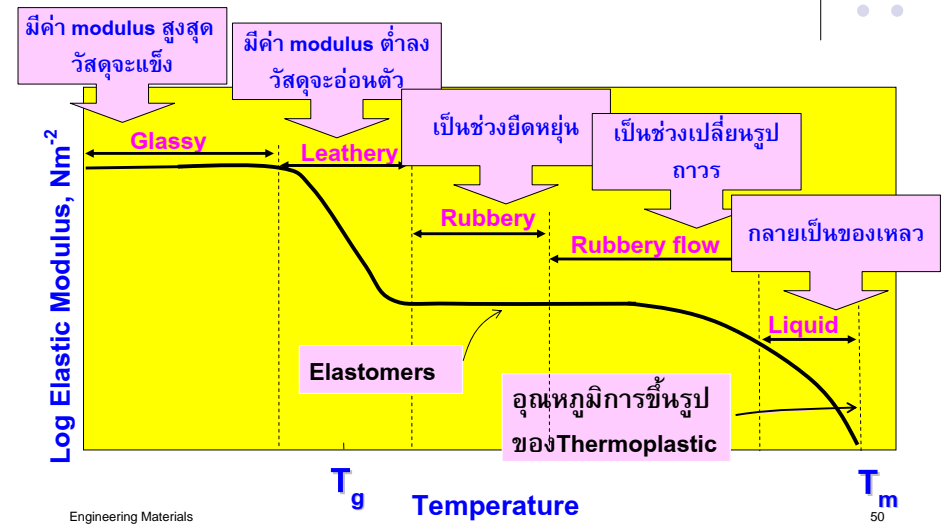 มีค่า modulus สูงสุด
วัสดุจะแข็ง
มีค่า modulus ต่ำลง
วัสดุจะอ่อนตัว
เป็นช่วงยืดหยุ่น
เป็นช่วงเปลี่ยนรูป
ถาวร
กลายเป็นของเหลว
Glassy
Leathery
Rubbery
Rubbery flow
Liquid
Log Elastic Modulus, Nm-2
Elastomers
อุณหภูมิการขึ้นรูป
ของThermoplastic
Tg
Temperature
Tm
Engineering Materials
50